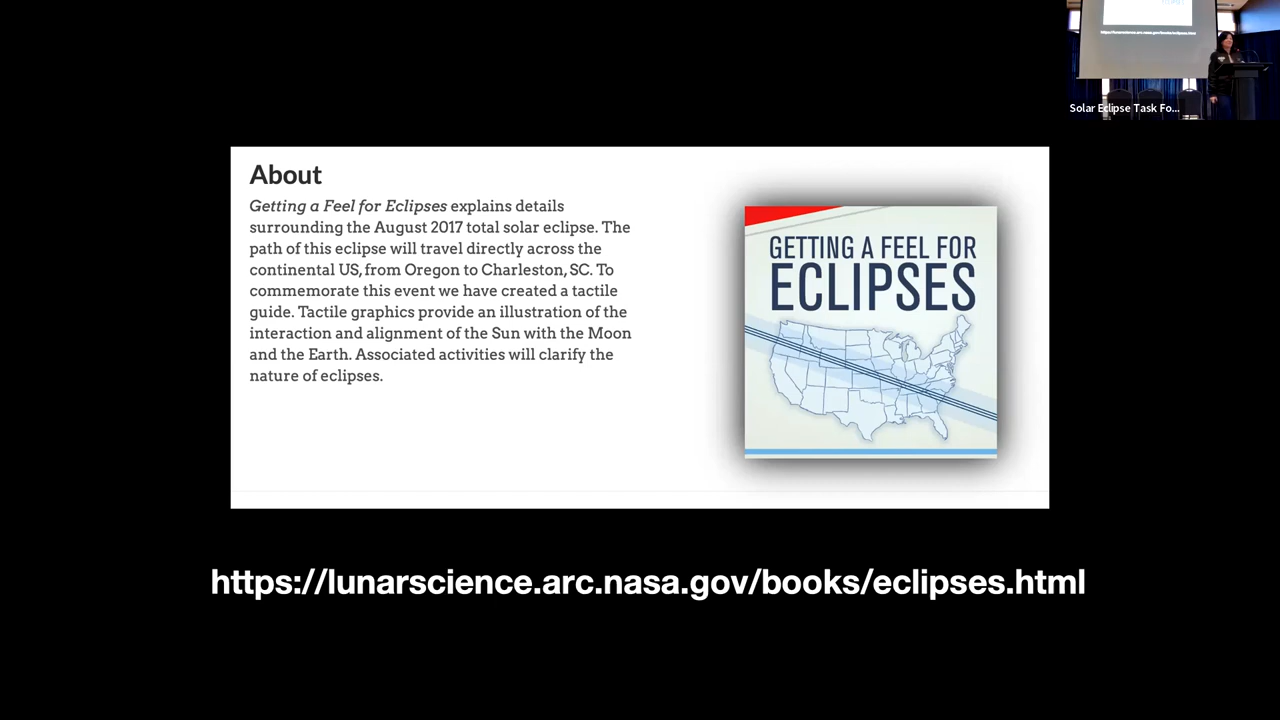 Solar Eclipse Task Fo...
About
Getting a Feel for Eclipses explains details
surrounding the August 2017 total solar eclipse. The
path of this eclipse will travel directly across the
continental US, from Oregon to Charleston, SC. To
commemorate this event we have created a tactile
guide. Tactile graphics provide an illustration of the
interaction and alignment of the Sun with the Moon
and the Earth. Associated activities will clarify the
nature of eclipses.
GETTING A FEEL FOR
ECLIPSES
https://lunarscience.arc.nasa.gov/books/eclipses.html